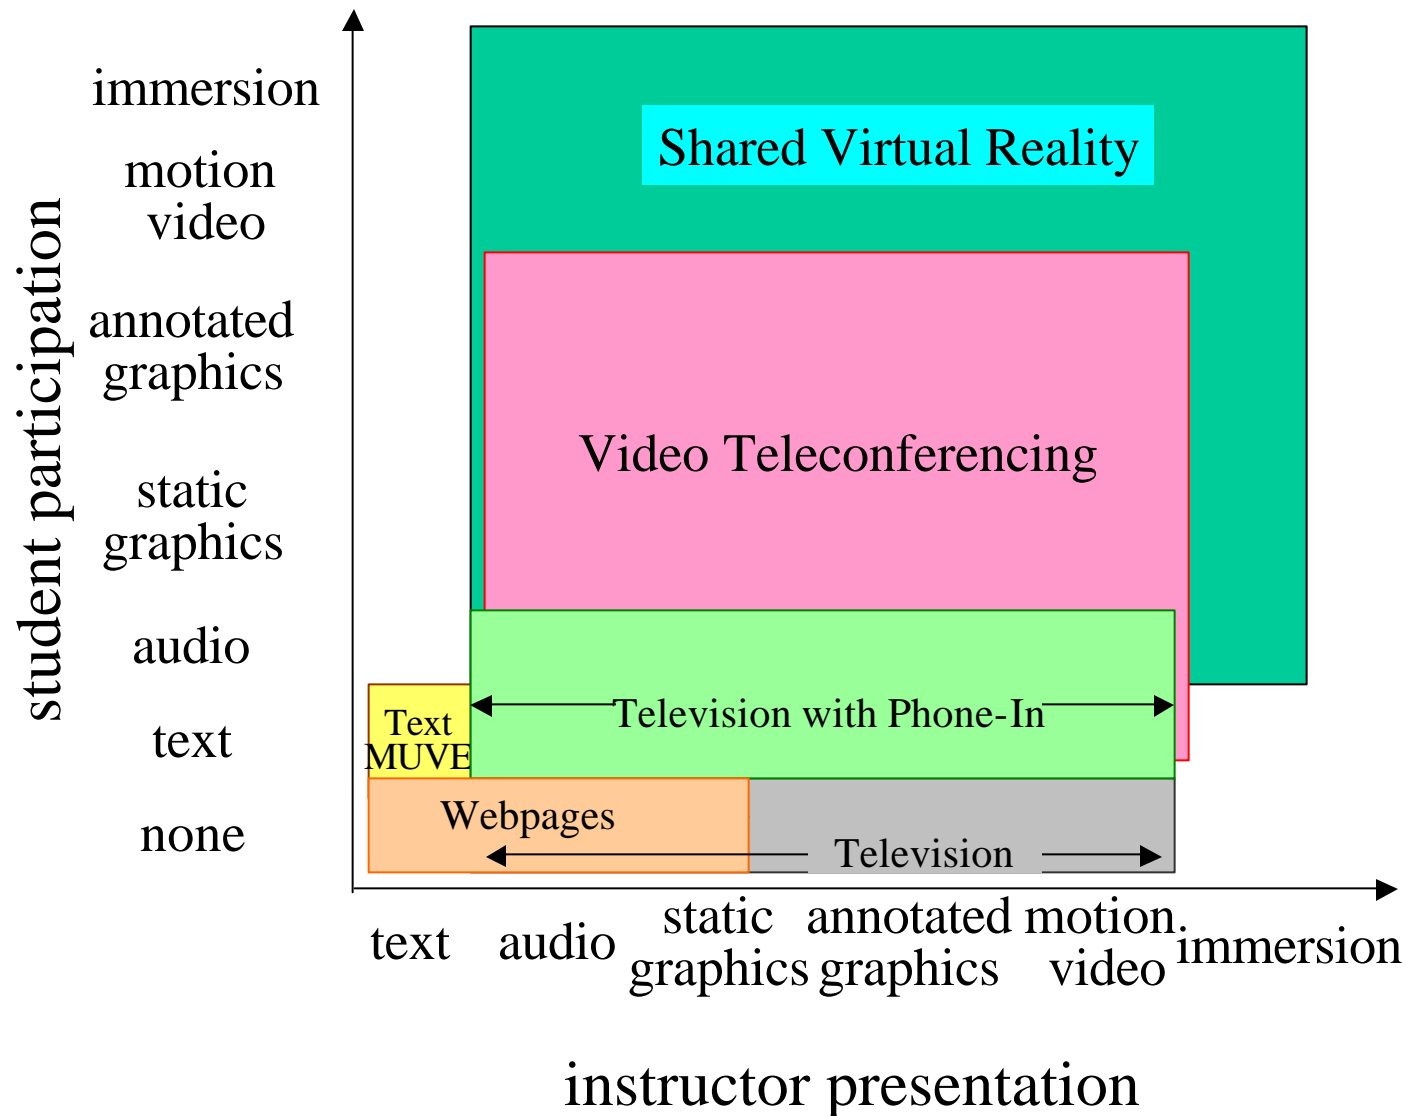 student participation
immersion
motion
video
annotated
graphics
static
graphics
audio
text
none
Shared Virtual Reality
Video Teleconferencing
Television with Phone-In
Text
MUVE
Webpages
Television
text
audio
static
graphics
annotated
graphics
motion
video
immersion
instructor presentation